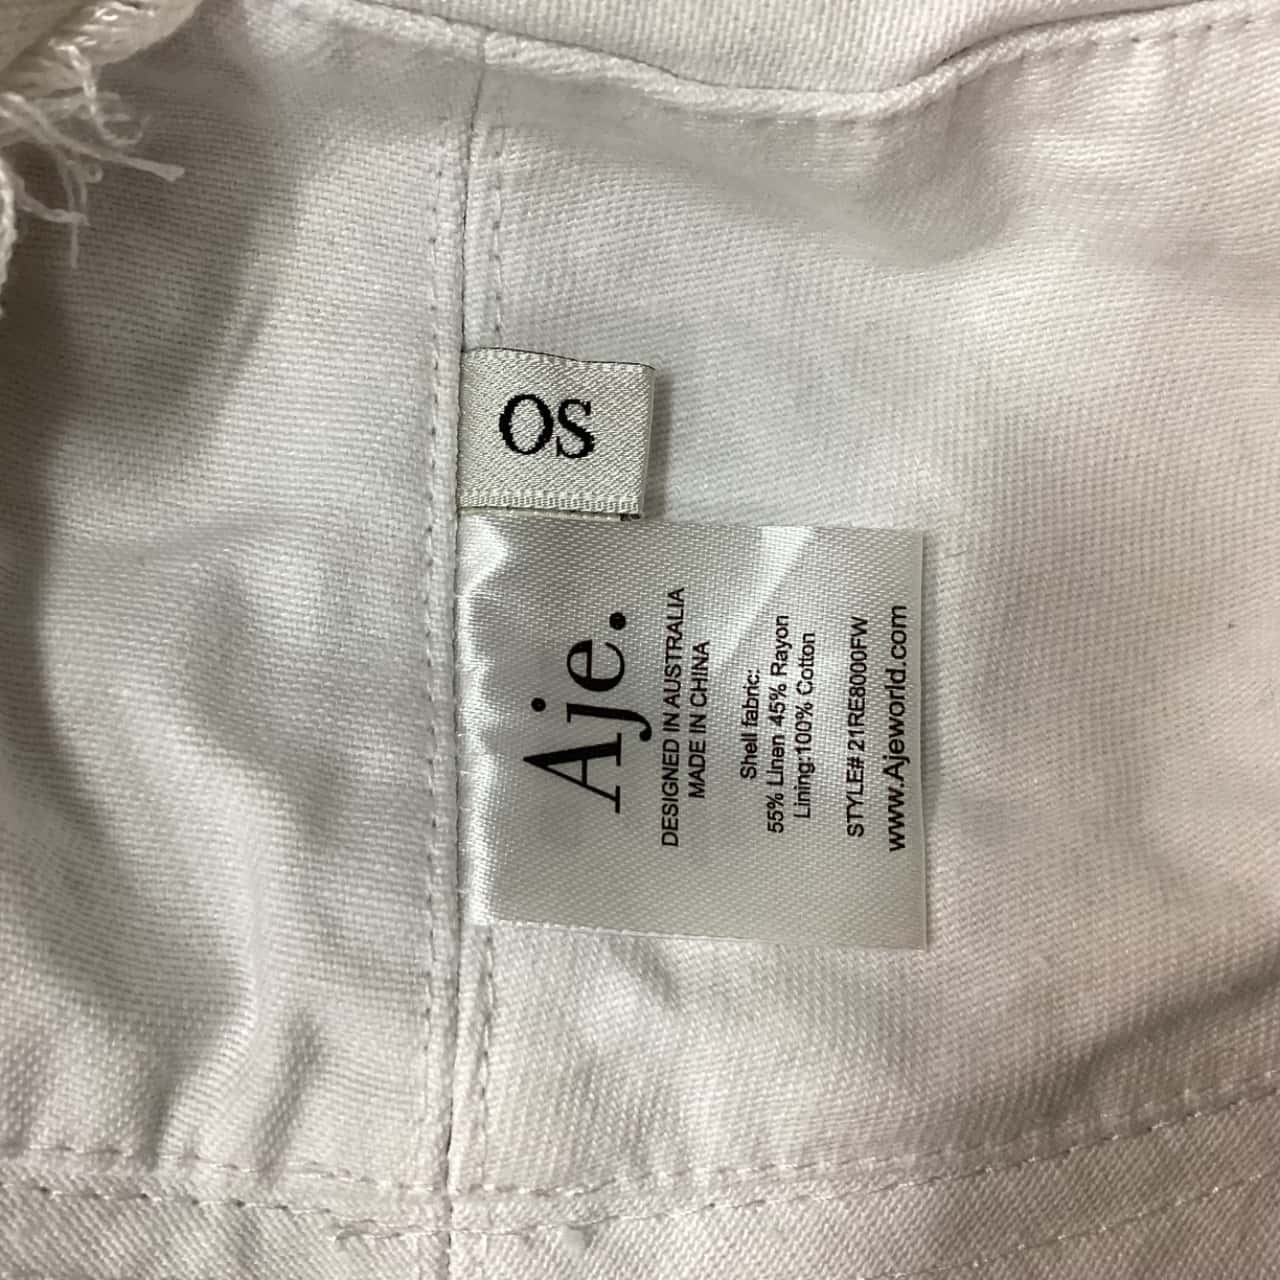 OS
Aje.
DESIGNED IN AUSTRALIA
MADE IN CHINA
Shell fabric:
55% Linen 45% Rayon
Lining:100% Cotton
STYLE# 21RE8000FW
www.Ajeworld.com